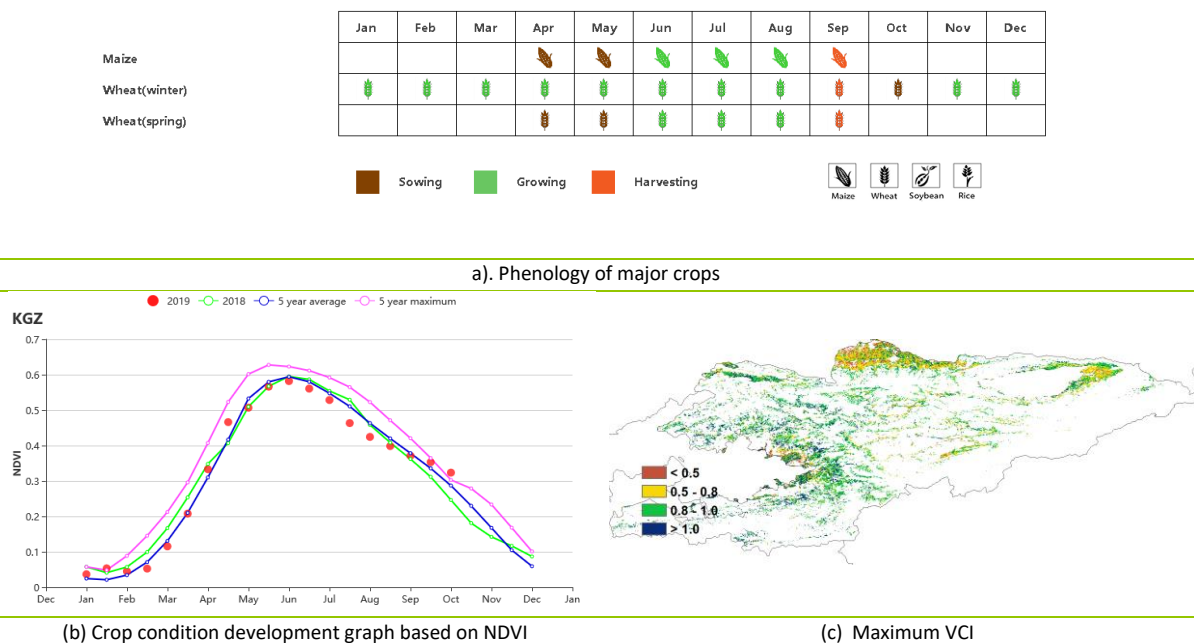 Jan Feb Mar Apr May Jun Jul Aug Sep Oct Nov Dec
Maize
Wheat(winter)
Wheat(spring)
Sowing Growing Harvesting
Maize Wheat Soybean Rice
a). Phenology of major crops
2019 2018 5 year average 5 year maximum
KGZ
0.7
0.6
0.5
0.4
0.3
0.2
0.1
0
NDVI
Dec Jan Feb Mar Apr May Jun Jul Aug Sep Oct Nov Dec Jan
< 0.5
0.5 - 0.8
0.8 - 1.0
> 1.0
(b) Crop condition development graph based on NDVI
(c) Maximum VCI